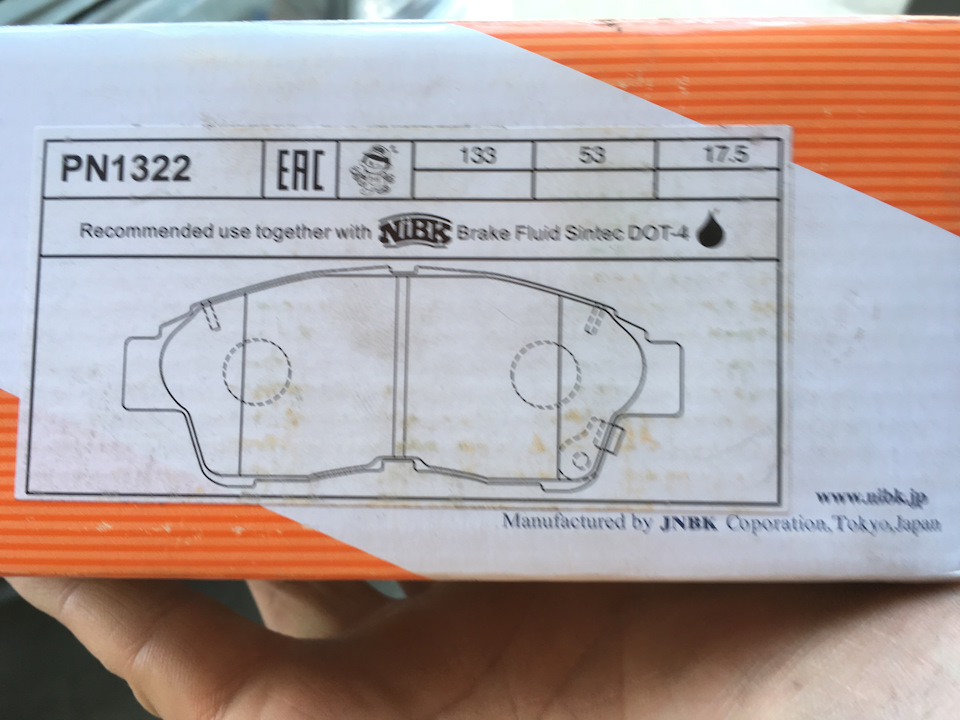 PN1322 EAC 133 53 17.5
Recommended use together with NiBK Brake Fluid Sintec DOT-4
www.nibk.jp
Manufactured by JNBK Coporation,Tokyo,Japan